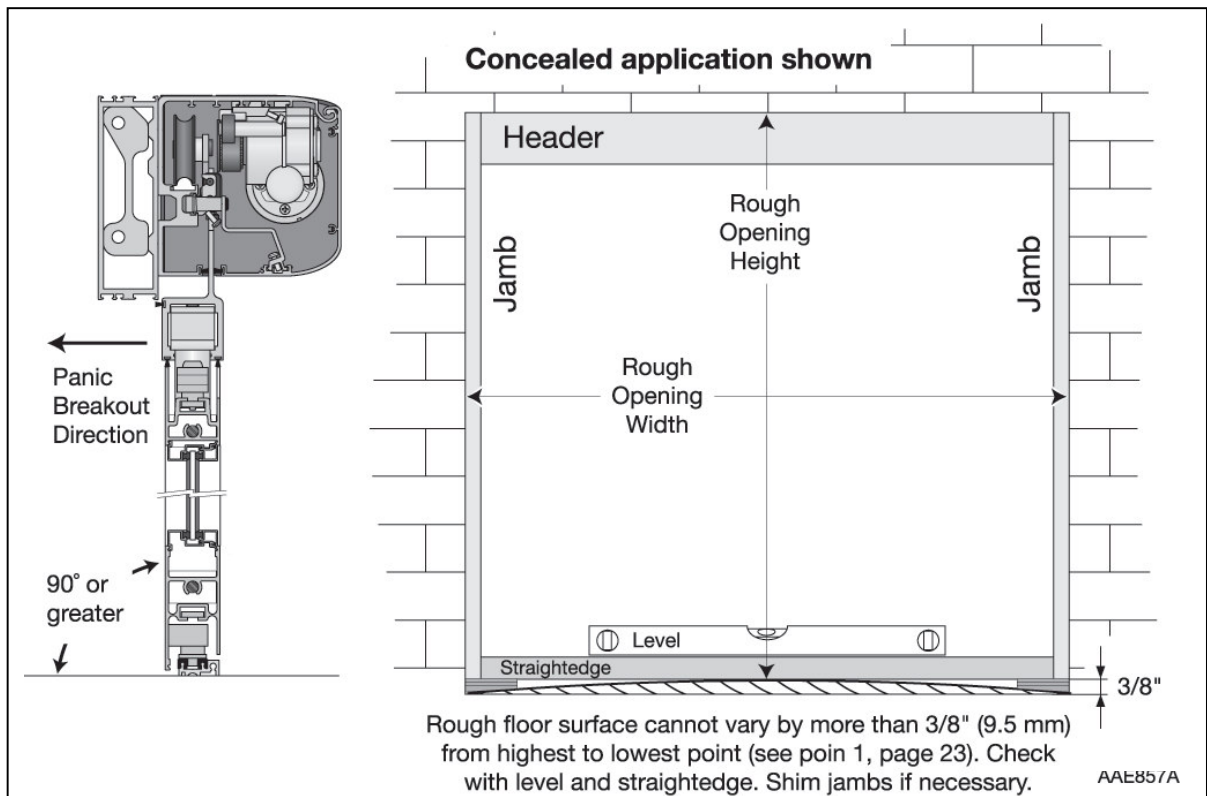 Concealed application shown
Header
Rough
Opening
Height
Jamb
Jamb
Rough
Opening
Width
Panic
Breakout
Direction
90° or
greater
Level
Straightedge
3/8"
Rough floor surface cannot vary by more than 3/8" (9.5 mm)
from highest to lowest point (see poin 1, page 23). Check
with level and straightedge. Shim jambs if necessary.
AAE857A